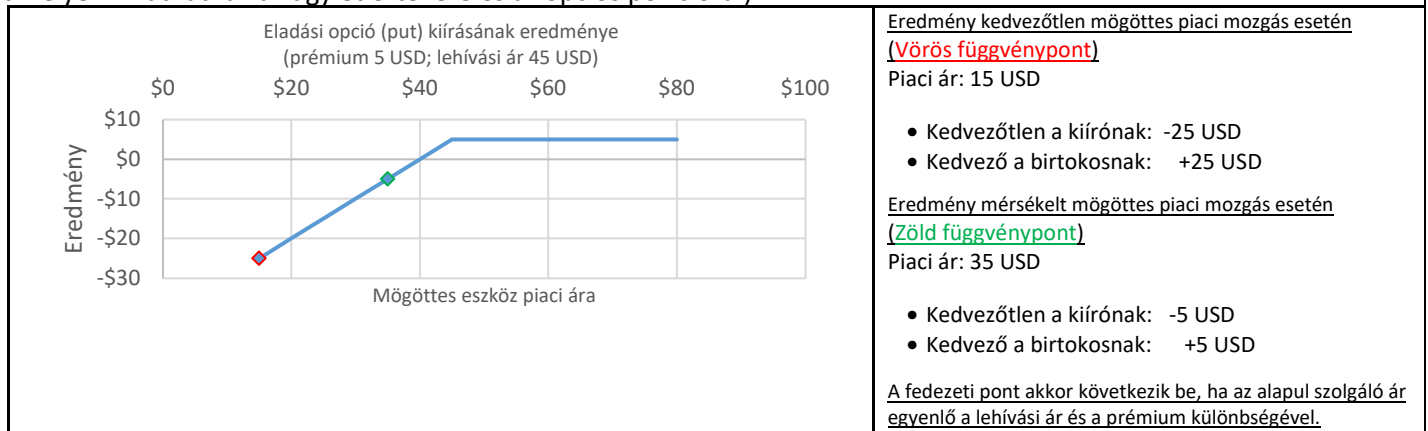 Eladási opció (put) kiírásának eredménye
(prémium 5 USD; lehívási ár 45 USD)
$0 $20 $40 $60 $80 $100
$10
$0
-$10
-$20
-$30
Eredmény
Mögöttes eszköz piaci ára
Eredmény kedvezőtlen mögöttes piaci mozgás esetén
(Vörös függvénypont)
Piaci ár: 15 USD
• Kedvezőtlen a kiírónak: -25 USD
• Kedvező a birtokosnak: +25 USD
Eredmény mérsékelt mögöttes piaci mozgás esetén
(Zöld függvénypont)
Piaci ár: 35 USD
• Kedvezőtlen a kiírónak: -5 USD
• Kedvező a birtokosnak: +5 USD
A fedezeti pont akkor következik be, ha az alapul szolgáló ár
egyenlő a lehívási ár és a prémium különbségével.